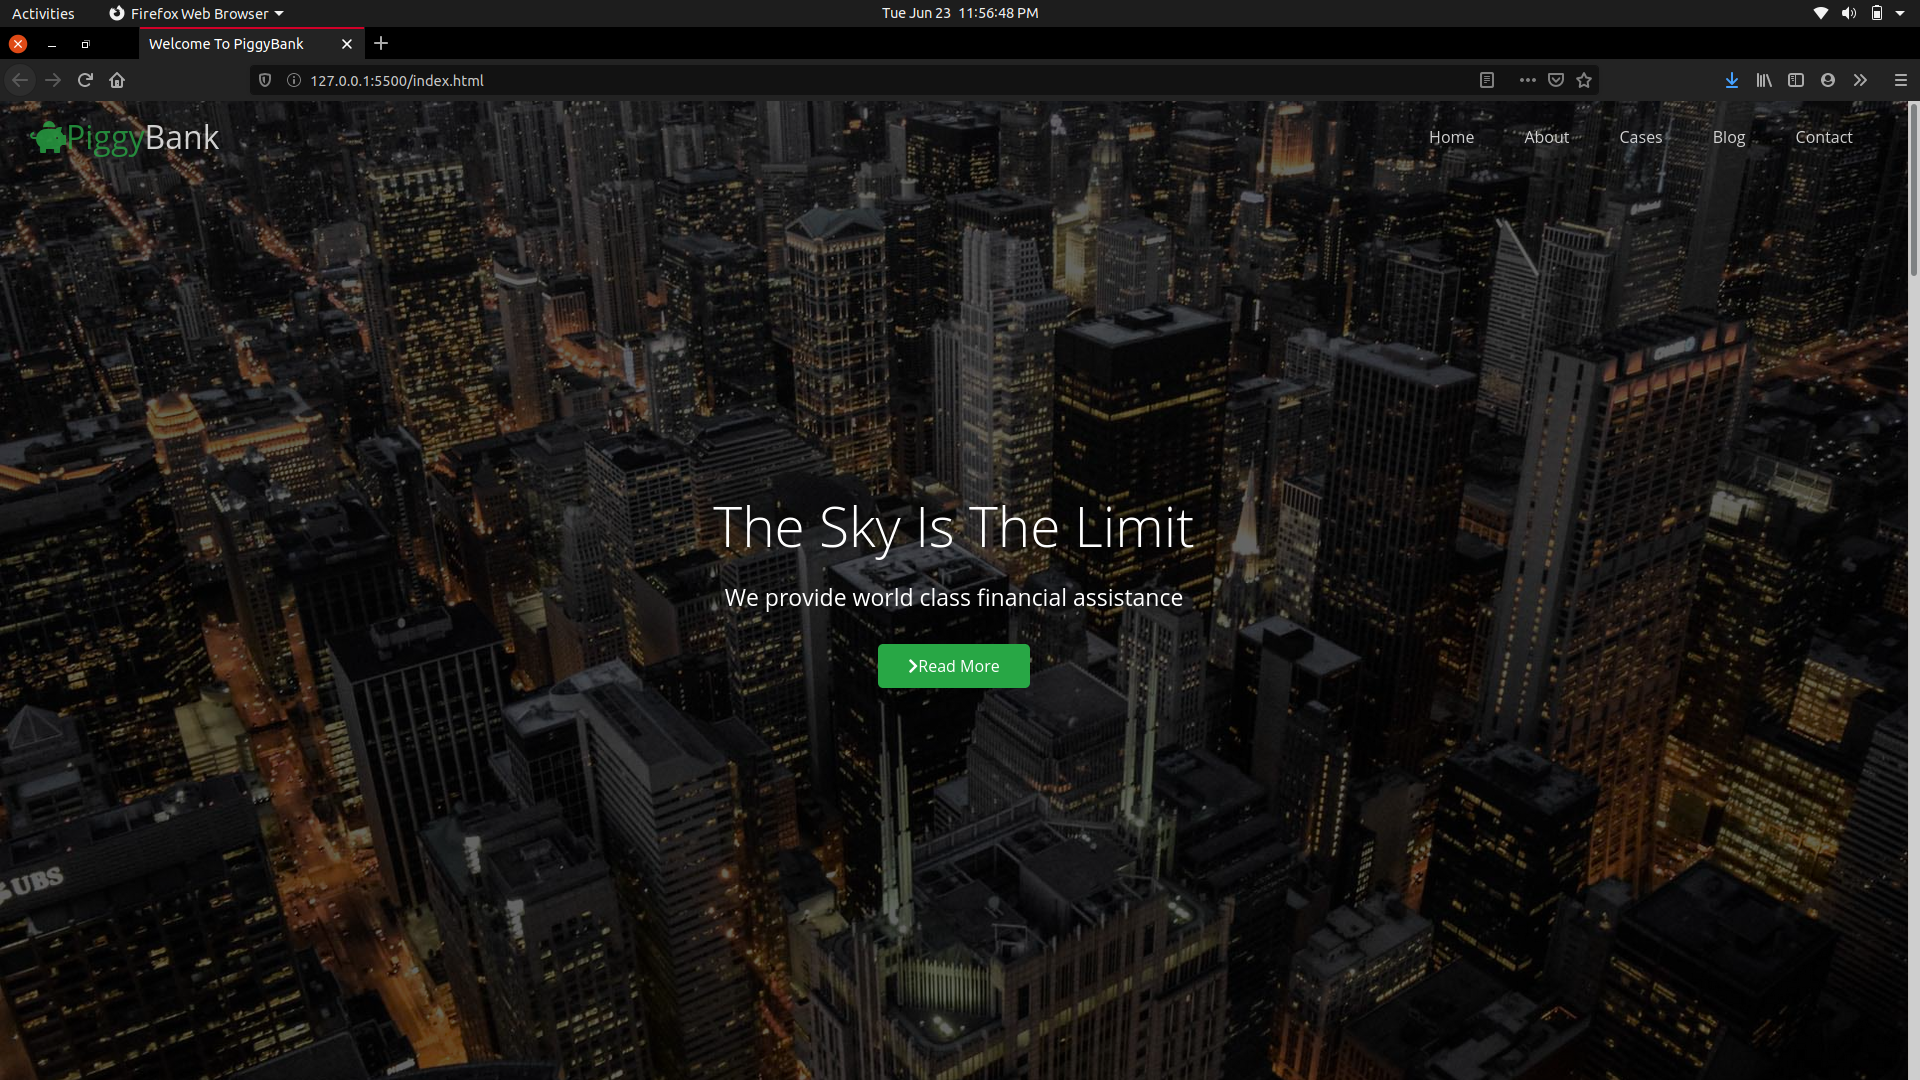 Activities Firefox Web Browser Tue Jun 23 11:56:48 PM
Welcome To PiggyBank
127.0.0.1:5500/index.html
PiggyBank Home About Cases Blog Contact
The Sky Is The Limit
We provide world class financial assistance
Read More
UBS